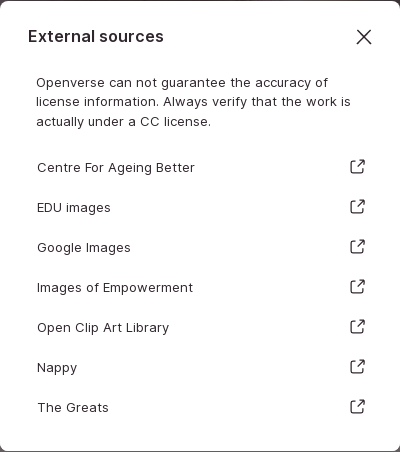 External sources
Openverse can not guarantee the accuracy of
license information. Always verify that the work is
actually under a CC license.
Centre For Ageing Better
EDU images
Google Images
Images of Empowerment
Open Clip Art Library
Nappy
The Greats